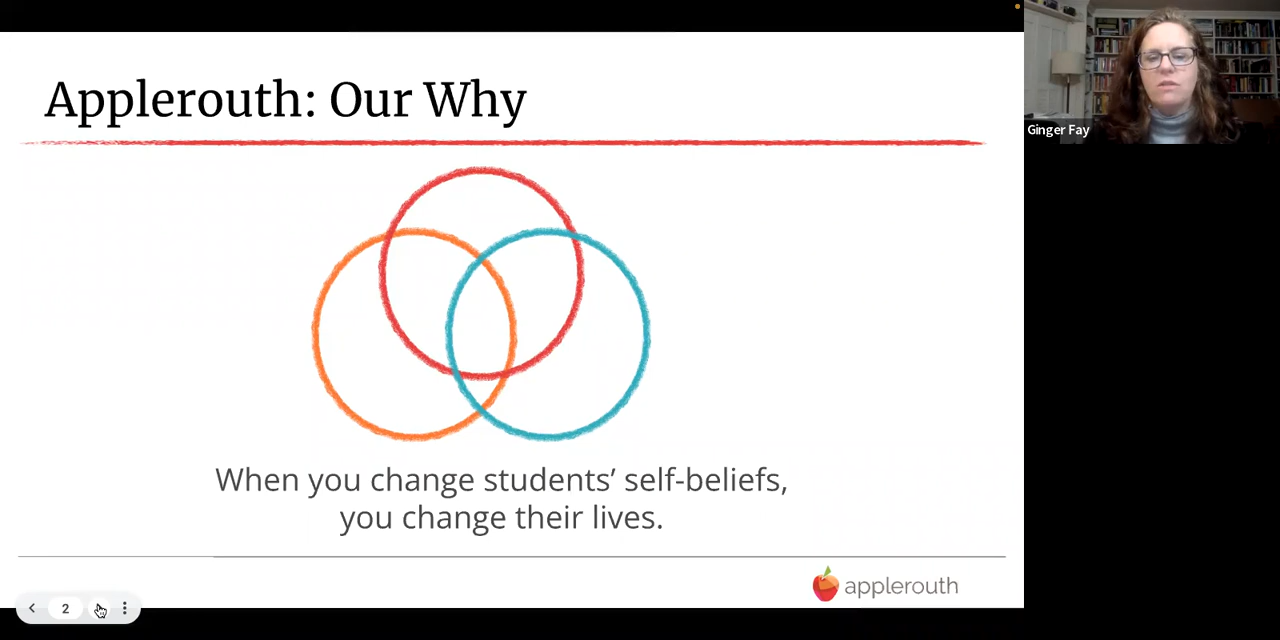 Applerouth: Our Why
Ginger Fay
When you change students’ self-beliefs,
you change their lives.
applerouth
2